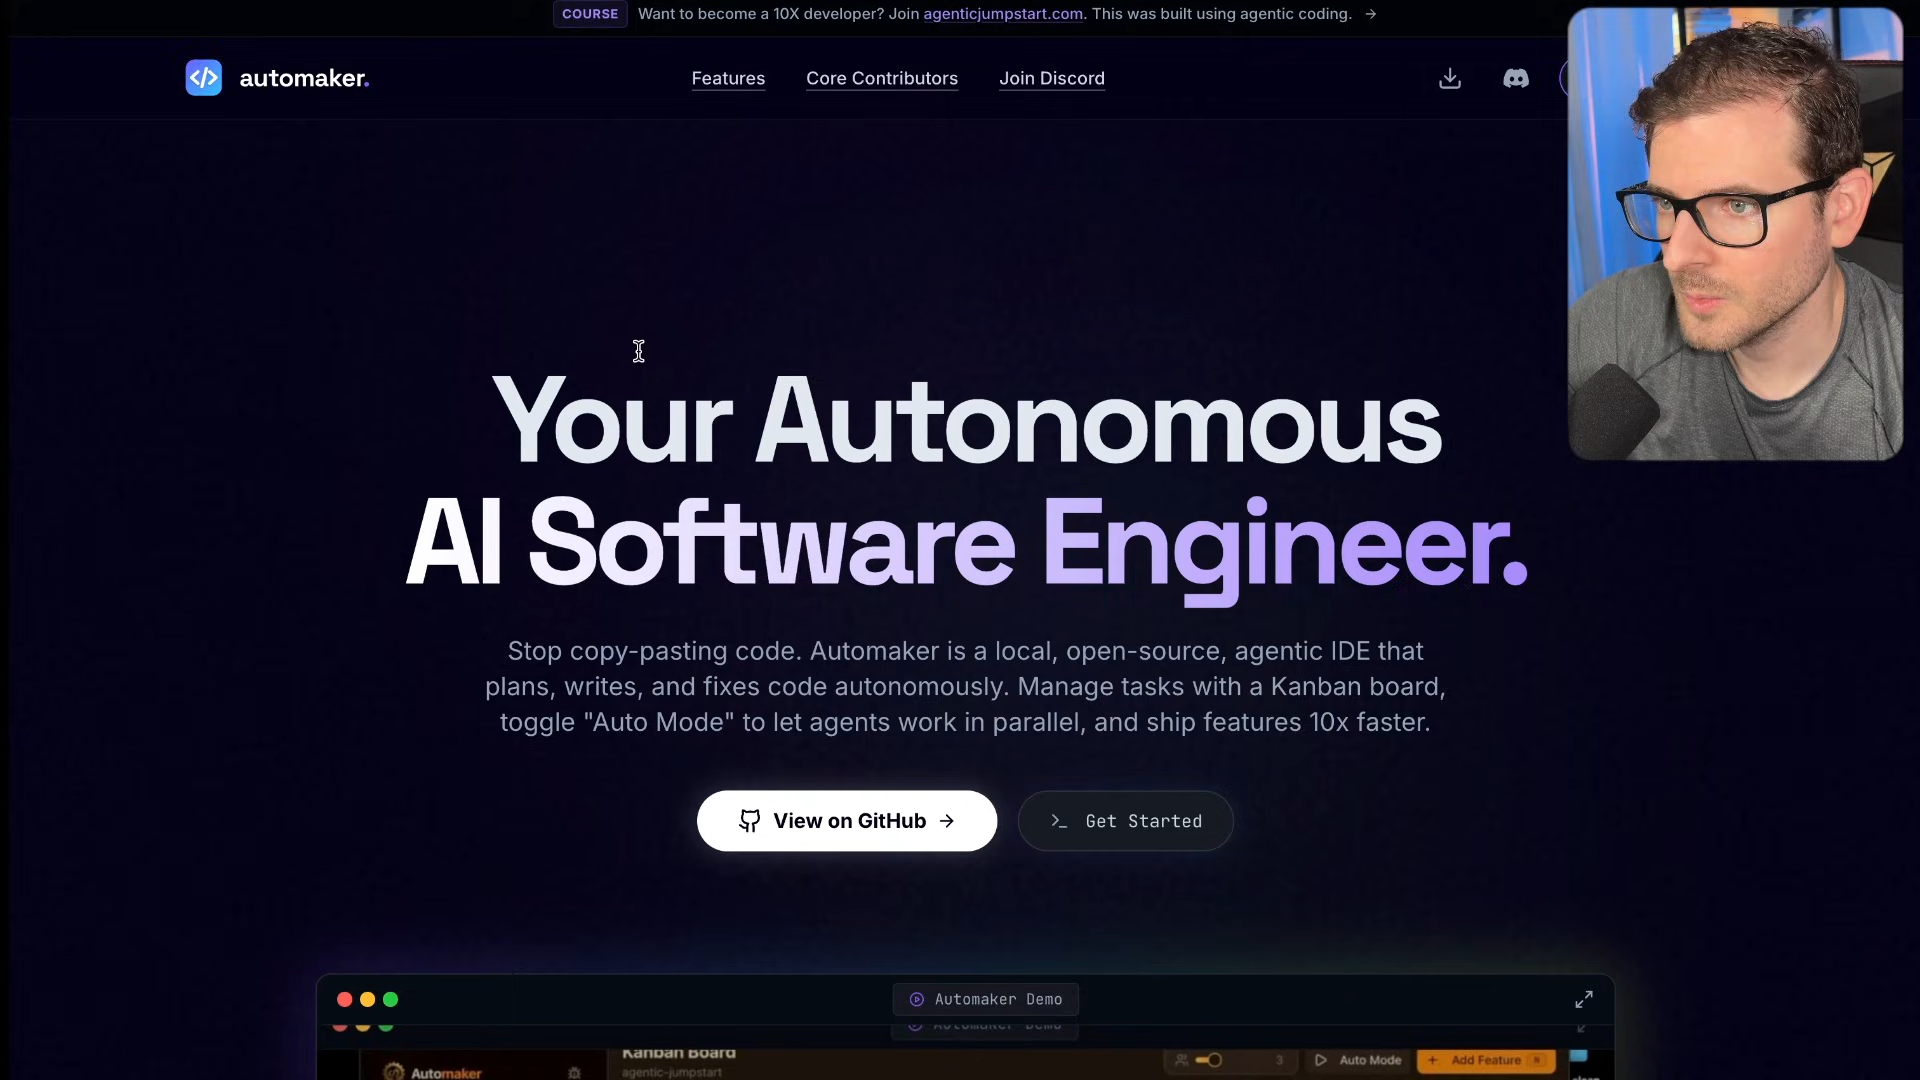 COURSE Want to become a 10X developer? Join agenticjumpstart.com. This was built using agentic coding. →
automaker.
Features Core Contributors Join Discord
Your Autonomous
AI Software Engineer.
Stop copy-pasting code. Automaker is a local, open-source, agentic IDE that
plans, writes, and fixes code autonomously. Manage tasks with a Kanban board,
toggle "Auto Mode" to let agents work in parallel, and ship features 10x faster.
View on GitHub →
>_ Get Started
Automaker Demo
Automaker Demo
Kanban Board
agentic-jumpstart
Automaker
3
Auto Mode
+ Add Feature N